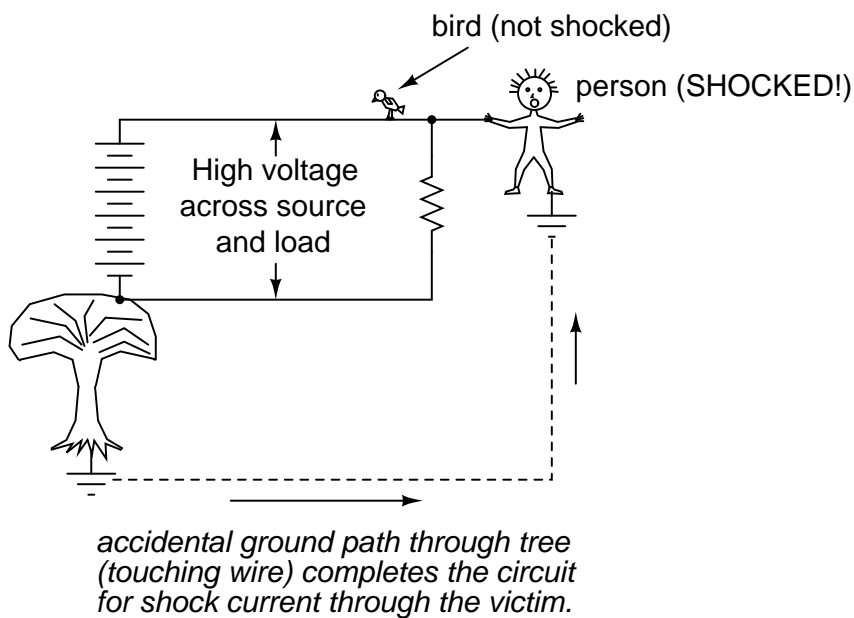 bird (not shocked)
person (SHOCKED!)
High voltage
across source
and load
accidental ground path through tree
(touching wire) completes the circuit
for shock current through the victim.